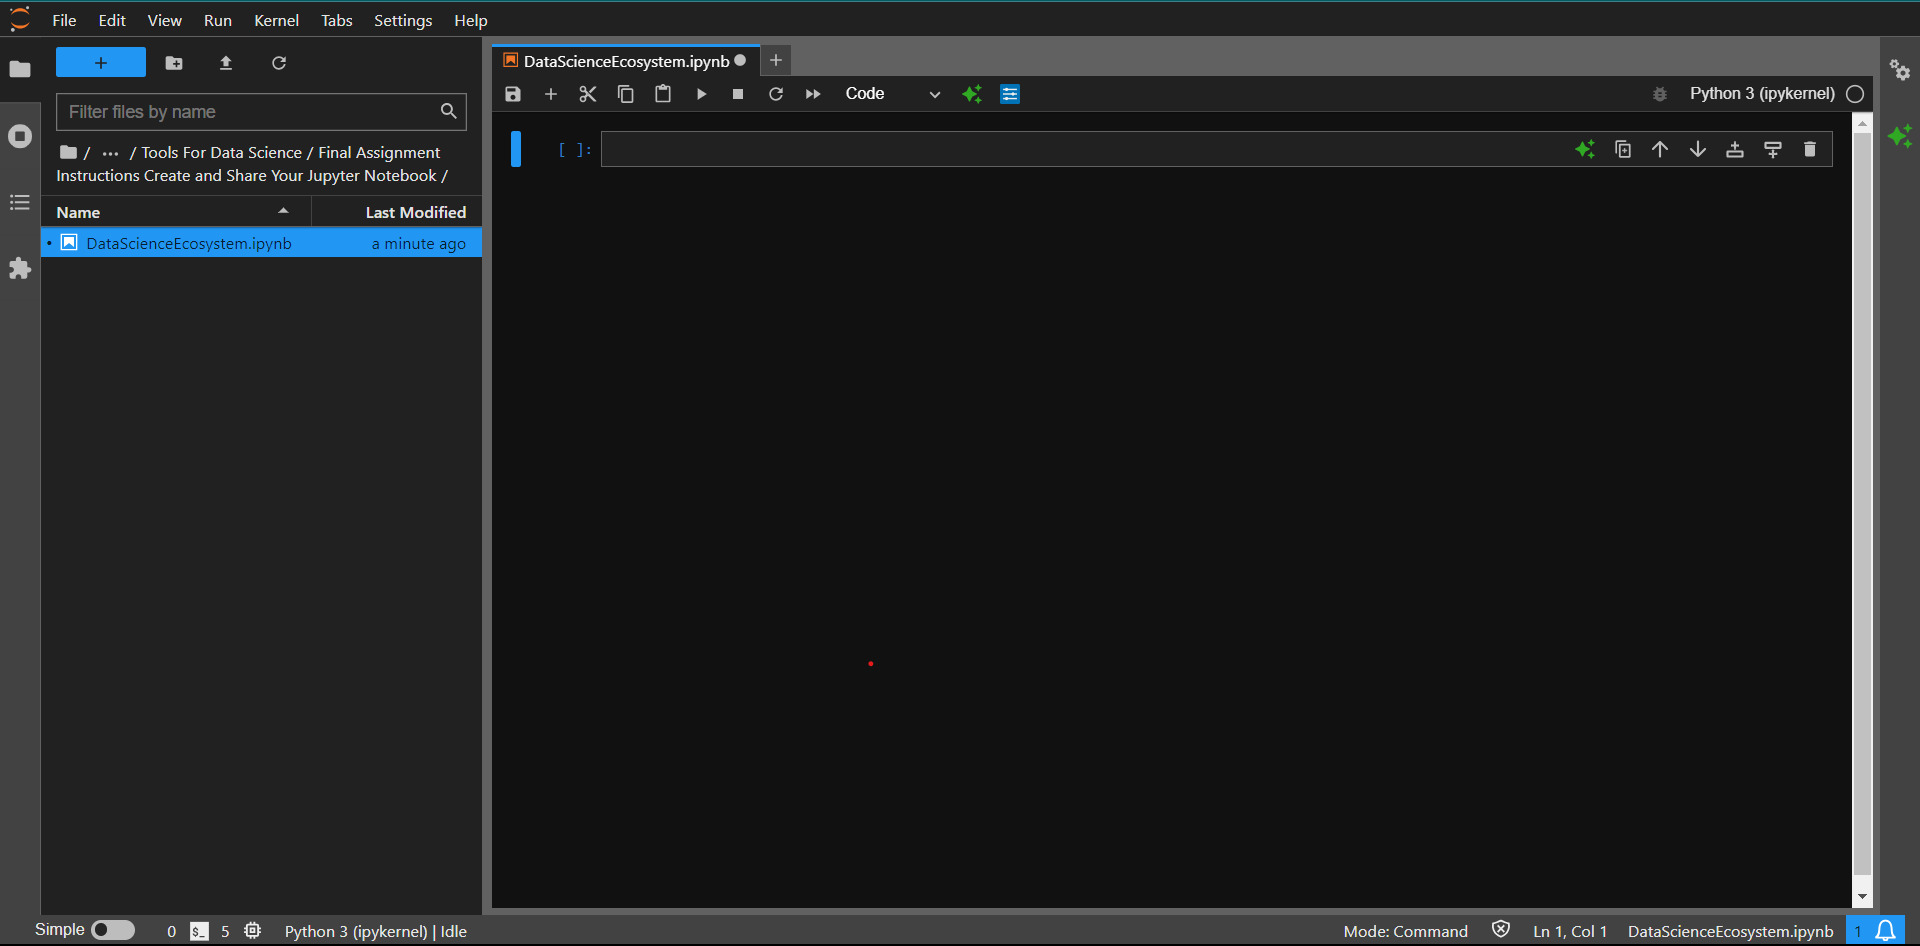 File Edit View Run Kernel Tabs Settings Help
Filter files by name
/ ··· / Tools For Data Science / Final Assignment
Instructions Create and Share Your Jupyter Notebook /
Name Last Modified
DataScienceEcosystem.ipynb a minute ago
DataScienceEcosystem.ipynb
Code
Python 3 (ipykernel)
[ ]:
Simple 0 $_ 5 Python 3 (ipykernel) | Idle
Mode: Command Ln 1, Col 1 DataScienceEcosystem.ipynb 1